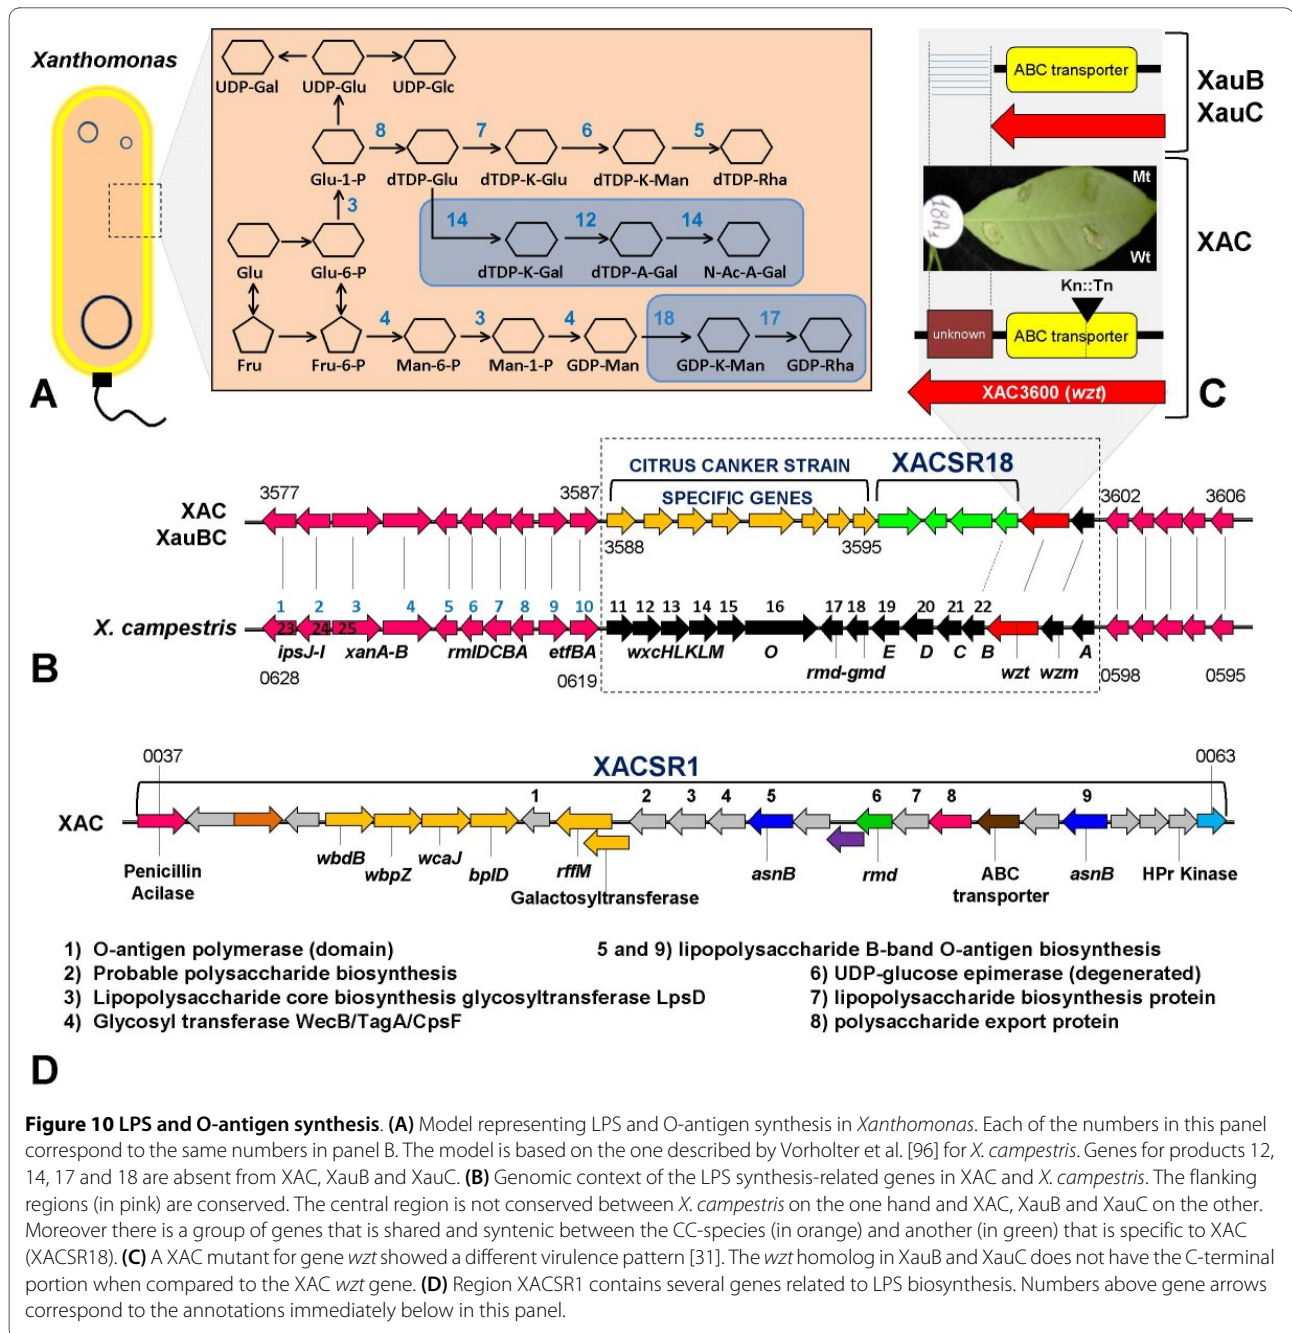 Xanthomonas
UDP-Gal
UDP-Glu
UDP-Glc
8
7
6
5
Glu-1-P
dTDP-Glu
dTDP-K-Glu
dTDP-K-Man
dTDP-Rha
3
14
12
14
Glu
Glu-6-P
dTDP-K-Gal
dTDP-A-Gal
N-Ac-A-Gal
4
3
4
18
17
Fru
Fru-6-P
Man-6-P
Man-1-P
GDP-Man
GDP-K-Man
GDP-Rha
A
ABC transporter
XauB
XauC
18A1
Mt
Wt
XAC
Kn::Tn
unknown
ABC transporter
XAC3600 (wzt)
C
CITRUS CANKER STRAIN
SPECIFIC GENES
XACSR18
3577
3587
3602
3606
XAC
XauBC
3588
3595
1 2 3 4 5 6 7 8 9 10 11 12 13 14 15 16 17 18 19 20 21 22
X. campestris
23 24 25
ipsJ-I xanA-B rmlDCBA etfBA wxcHLKLM O rmd-gmd E D C B wzt wzm A
0628
0619
0598
0595
B
0037
XACSR1
0063
XAC
1 2 3 4 5 6 7 8 9
Penicillin
Acilase
wbdB
wbpZ
wcaJ
bplD
rffM
Galactosyltransferase
asnB
rmd
ABC
transporter
asnB
HPr Kinase
1) O-antigen polymerase (domain)
2) Probable polysaccharide biosynthesis
3) Lipopolysaccharide core biosynthesis glycosyltransferase LpsD
4) Glycosyl transferase WecB/TagA/CpsF
5 and 9) lipopolysaccharide B-band O-antigen biosynthesis
6) UDP-glucose epimerase (degenerated)
7) lipopolysaccharide biosynthesis protein
8) polysaccharide export protein
D
Figure 10 LPS and O-antigen synthesis. (A) Model representing LPS and O-antigen synthesis in Xanthomonas. Each of the numbers in this panel
correspond to the same numbers in panel B. The model is based on the one described by Vorholter et al. [96] for X. campestris. Genes for products 12,
14, 17 and 18 are absent from XAC, XauB and XauC. (B) Genomic context of the LPS synthesis-related genes in XAC and X. campestris. The flanking
regions (in pink) are conserved. The central region is not conserved between X. campestris on the one hand and XAC, XauB and XauC on the other.
Moreover there is a group of genes that is shared and syntenic between the CC-species (in orange) and another (in green) that is specific to XAC
(XACSR18). (C) A XAC mutant for gene wzt showed a different virulence pattern [31]. The wzt homolog in XauB and XauC does not have the C-terminal
portion when compared to the XAC wzt gene. (D) Region XACSR1 contains several genes related to LPS biosynthesis. Numbers above gene arrows
correspond to the annotations immediately below in this panel.